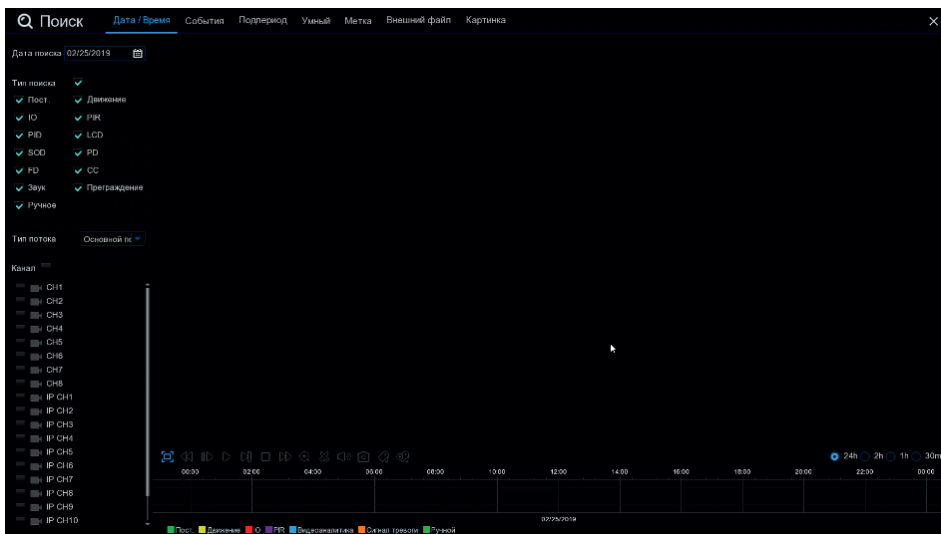 Поиск Дата / Время События Подпериод Умный Метка Внешний файл Картинка
Дата поиска 02/25/2019
Тип поиска
Пост. Движение
IO PIR
PID LCD
SOD PD
FD CC
Звук Преграждение
Ручное
Тип потока Основной пс
Канал
CH1
CH2
CH3
CH4
CH5
CH6
CH7
CH8
IP CH1
IP CH2
IP CH3
IP CH4
IP CH5
IP CH6
IP CH7
IP CH8
IP CH9
IP CH10
24h 2h 1h 30m
00:00 02:00 04:00 06:00 08:00 10:00 12:00 14:00 16:00 18:00 20:00 22:00 00:00
02/25/2019
Пост. Движение IO PIR Видеоаналитика Сигнал тревоги Ручной